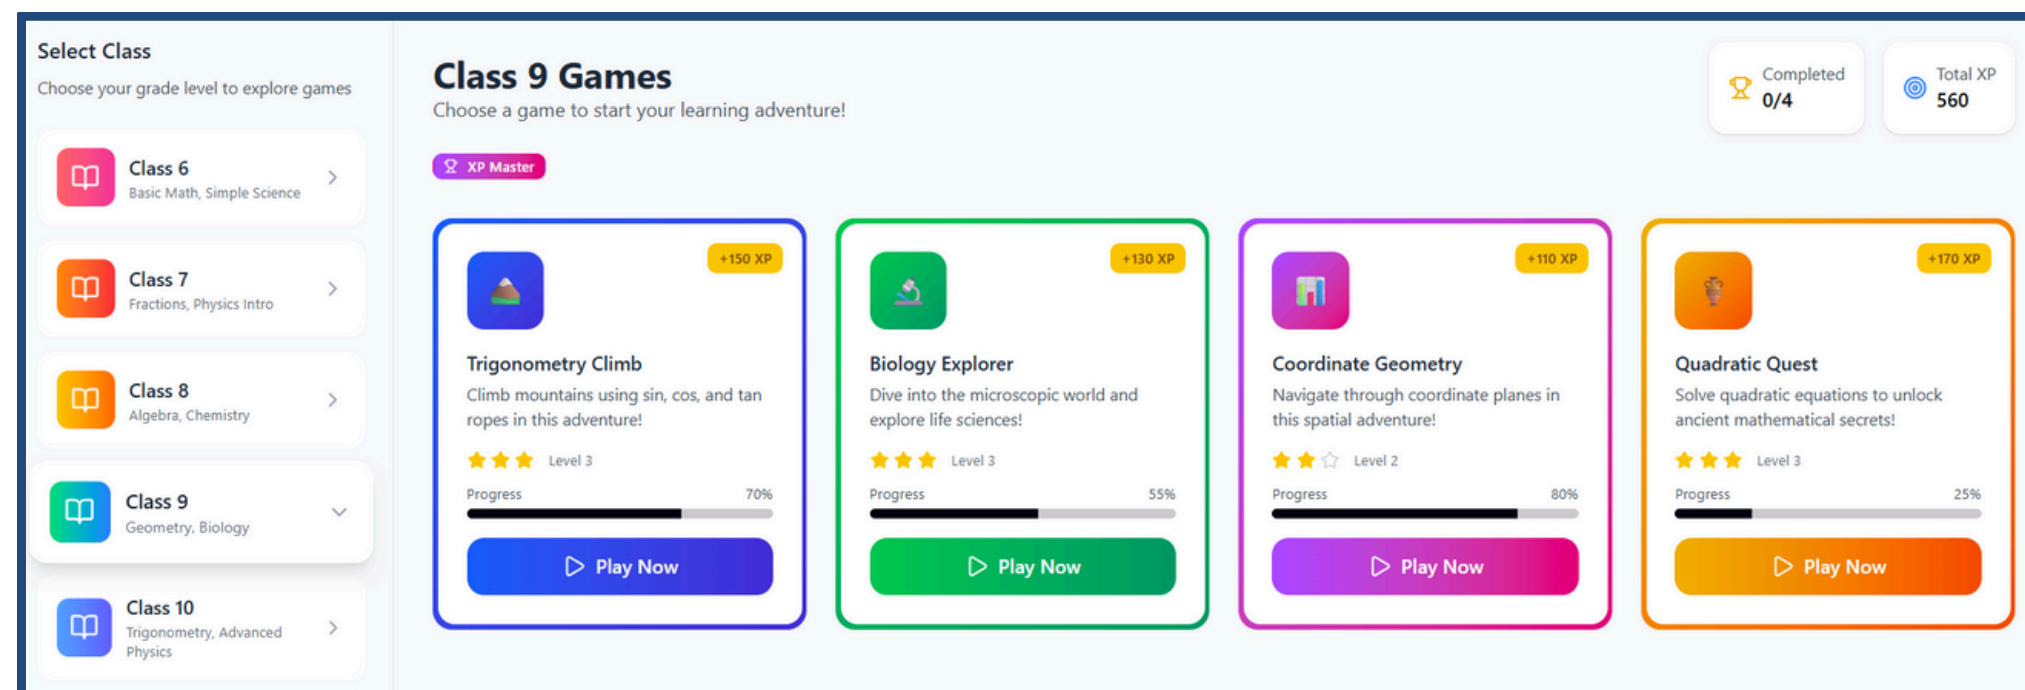 Select Class
Choose your grade level to explore games
Class 6
Basic Math, Simple Science
Class 7
Fractions, Physics Intro
Class 8
Algebra, Chemistry
Class 9
Geometry, Biology
Class 10
Trigonometry, Advanced
Physics
Class 9 Games
Choose a game to start your learning adventure!
Completed
0/4
Total XP
560
XP Master
+150 XP
Trigonometry Climb
Climb mountains using sin, cos, and tan
ropes in this adventure!
Level 3
Progress 70%
Play Now
+130 XP
Biology Explorer
Dive into the microscopic world and
explore life sciences!
Level 3
Progress 55%
Play Now
+110 XP
Coordinate Geometry
Navigate through coordinate planes in
this spatial adventure!
Level 2
Progress 80%
Play Now
+170 XP
Quadratic Quest
Solve quadratic equations to unlock
ancient mathematical secrets!
Level 3
Progress 25%
Play Now